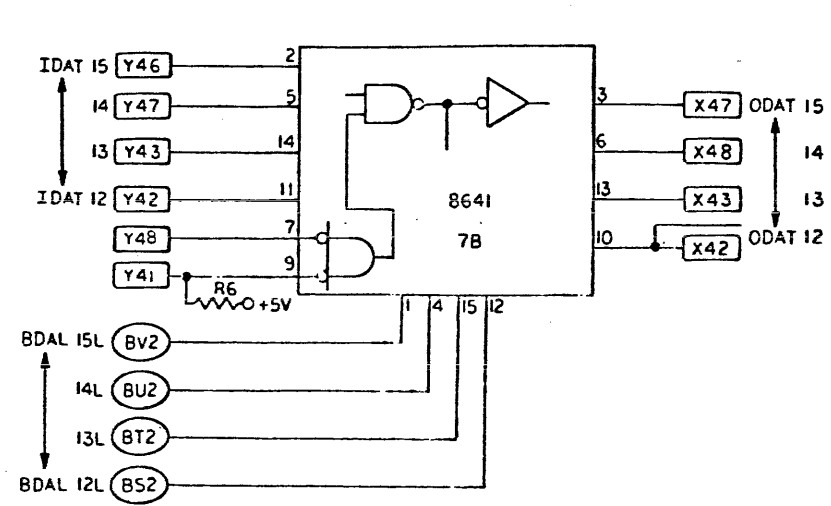 IDAT 15 Y46 2
14 Y47 5
13 Y43 14
IDAT 12 Y42 11
Y48 7
Y41 9
R6 +5V
8641
7B
3 X47 ODAT 15
6 X48 14
13 X43 13
10 X42 ODAT 12
1 4 15 12
BDAL 15L BV2
14L BU2
13L BT2
BDAL 12L BS2